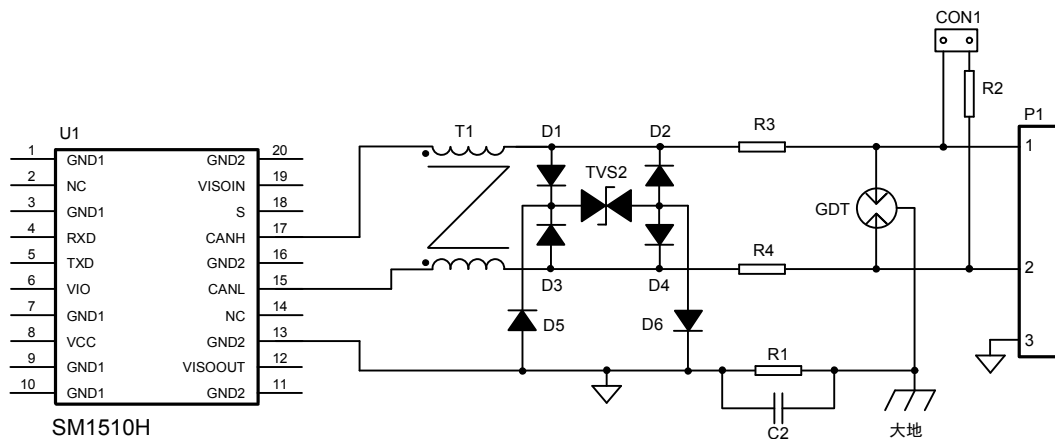 CON1
R2
P1
U1
T1
D1
D2
R3
1
GND1
GND2
20
TVS2
2
NC
VISOIN
19
3
GND1
S
18
GDT
4
RXD
CANH
17
5
TXD
GND2
16
R4
6
VIO
CANL
15
D3
D4
7
GND1
NC
14
D5
D6
8
VCC
GND2
13
9
GND1
VISOOUT
12
R1
10
GND1
GND2
11
1
2
3
C2
大地
SM1510H